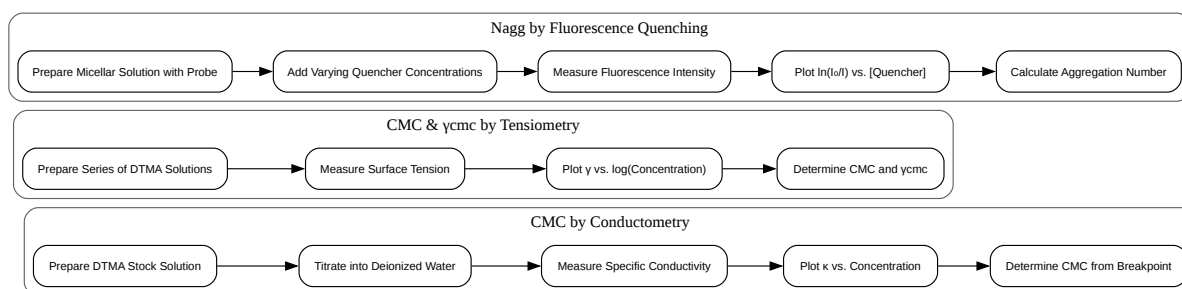 Nagg by Fluorescence Quenching
Prepare Micellar Solution with Probe
Add Varying Quencher Concentrations
Measure Fluorescence Intensity
Plot ln(I₀/I) vs. [Quencher]
Calculate Aggregation Number
CMC & γcmc by Tensiometry
Prepare Series of DTMA Solutions
Measure Surface Tension
Plot γ vs. log(Concentration)
Determine CMC and γcmc
CMC by Conductometry
Prepare DTMA Stock Solution
Titrate into Deionized Water
Measure Specific Conductivity
Plot κ vs. Concentration
Determine CMC from Breakpoint